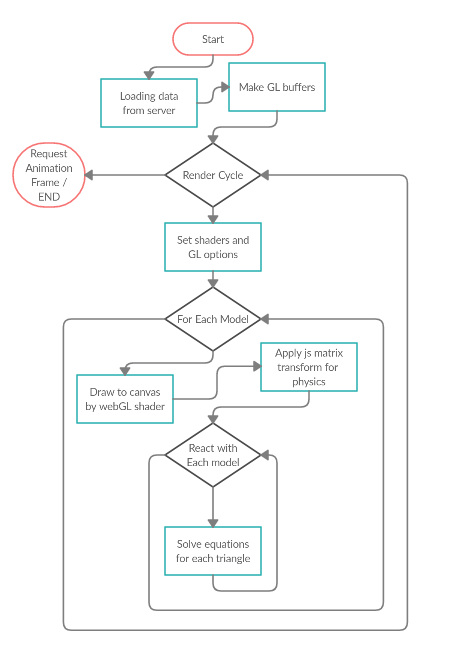 Start
Loading data
from server
Make GL buffers
Request
Animation
Frame /
END
Render Cycle
Set shaders and
GL options
For Each Model
Apply js matrix
transform for
physics
Draw to canvas
by webGL shader
React with
Each model
Solve equations
for each triangle